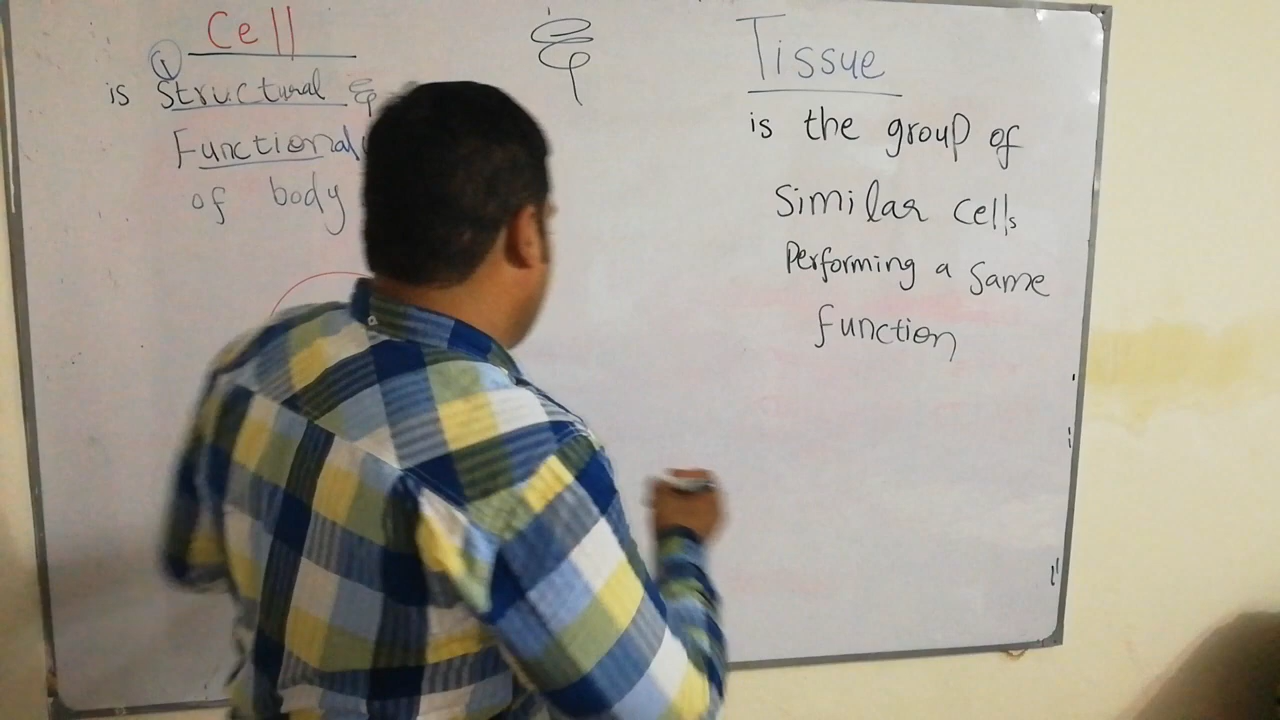 Cell & Tissue
①
is Structural &
Functional
of body
is the group of
Similar cells
Performing a Same
function